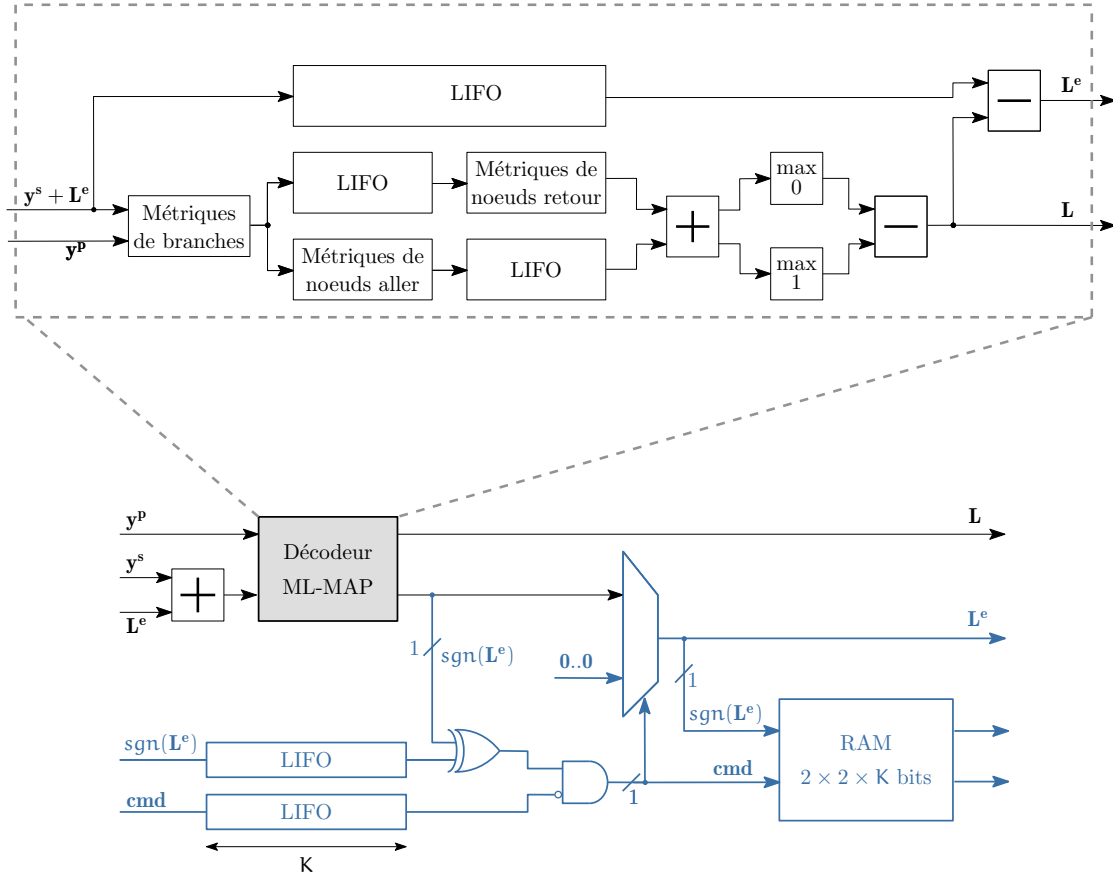 LIFO
Lᵉ
yˢ + Lᵉ
LIFO
Métriques de
noeuds retour
max
0
Métriques
de branches
L
yᵖ
+
−
−
Métriques de
noeuds aller
LIFO
max
1
yᵖ
L
Décodeur
ML-MAP
yˢ
+
Lᵉ
Lᵉ
1
sgn(Lᵉ)
0..0
1
sgn(Lᵉ)
sgn(Lᵉ)
LIFO
RAM
2 × 2 × K bits
cmd
cmd
LIFO
1
K